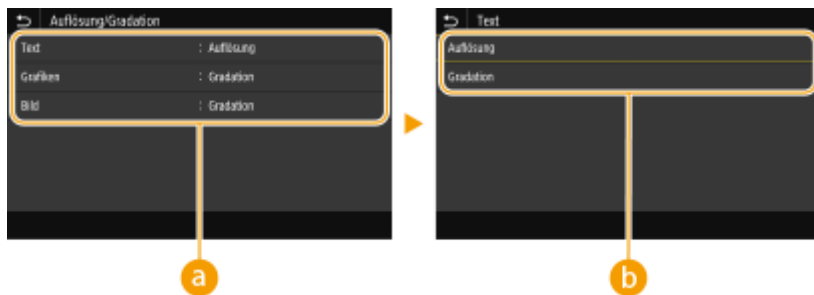 Auflösung/Gradation
Text : Auflösung
Grafiken : Gradation
Bild : Gradation
a
Text
Auflösung
Gradation
b